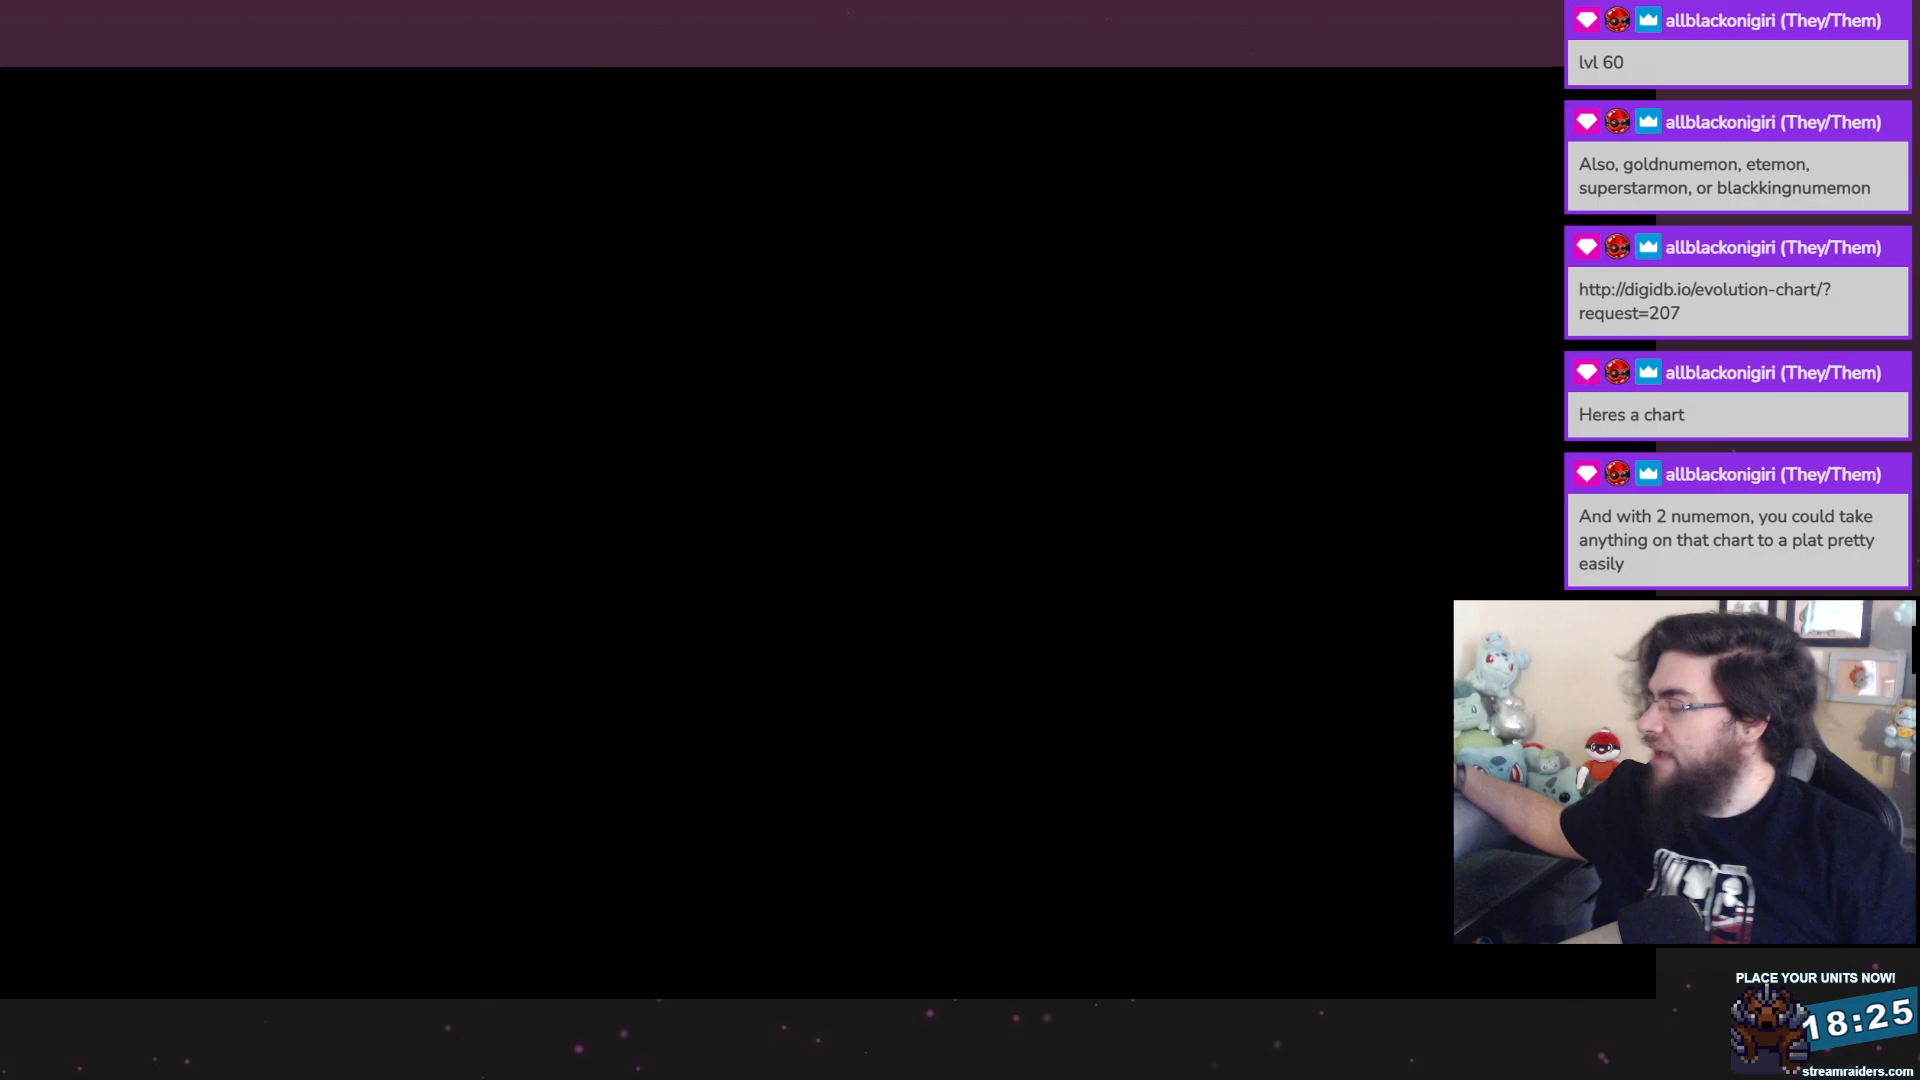 allblackonigiri (They/Them)
lvl 60
allblackonigiri (They/Them)
Also, goldnumemon, etemon,
superstarmon, or blackkingnumemon
allblackonigiri (They/Them)
http://digidb.io/evolution-chart/?
request=207
allblackonigiri (They/Them)
Heres a chart
allblackonigiri (They/Them)
And with 2 numemon, you could take
anything on that chart to a plat pretty
easily
PLACE YOUR UNITS NOW!
18:25
streamraiders.com